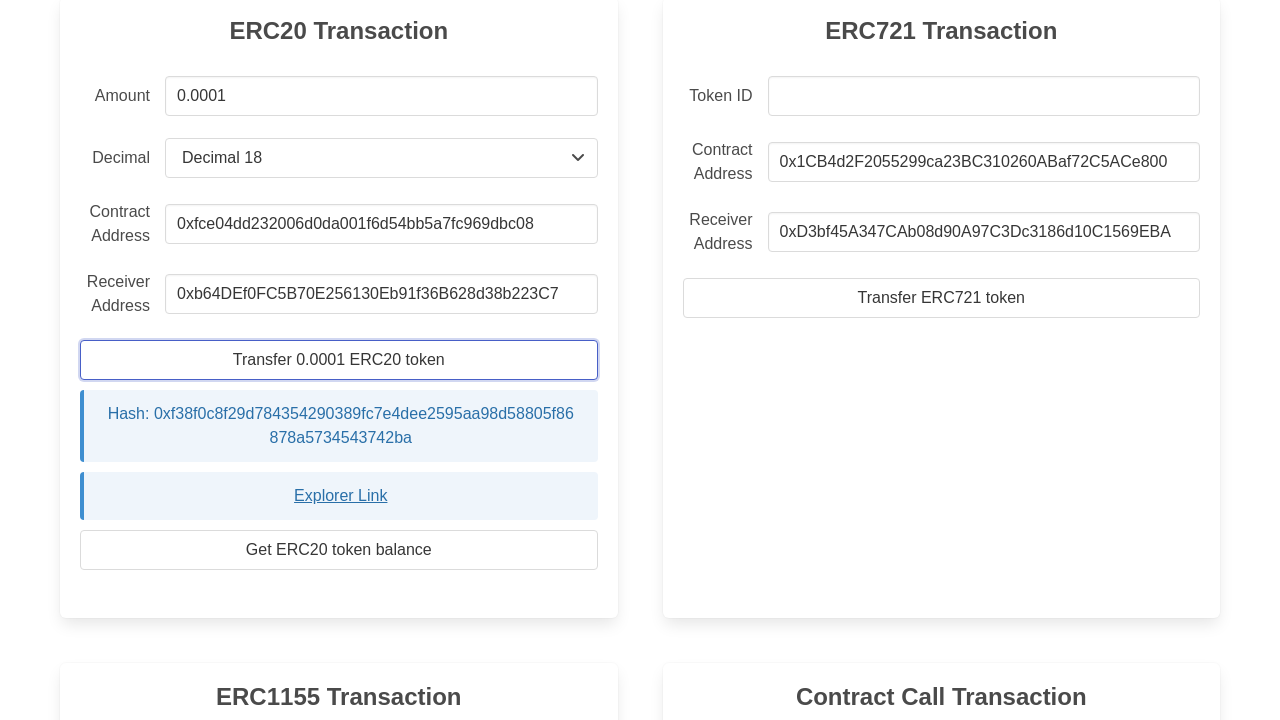 ERC20 Transaction
Amount
0.0001
Decimal
Decimal 18
Contract
Address
0xfce04dd232006d0da001f6d54bb5a7fc969dbc08
Receiver
Address
0xb64DEf0FC5B70E256130Eb91f36B628d38b223C7
Transfer 0.0001 ERC20 token
Hash: 0xf38f0c8f29d784354290389fc7e4dee2595aa98d58805f86
878a5734543742ba
Explorer Link
Get ERC20 token balance
ERC721 Transaction
Token ID
Contract
Address
0x1CB4d2F2055299ca23BC310260ABaf72C5ACe800
Receiver
Address
0xD3bf45A347CAb08d90A97C3Dc3186d10C1569EBA
Transfer ERC721 token
ERC1155 Transaction
Contract Call Transaction